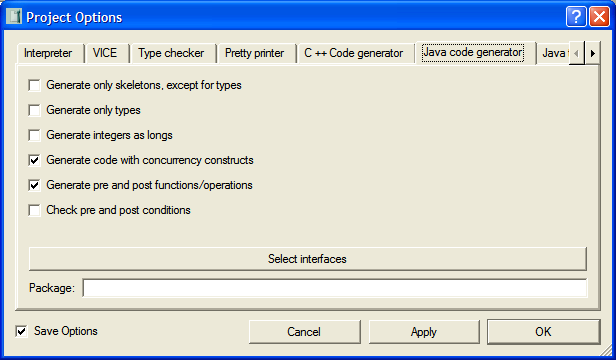 Project Options
Interpreter VICE Type checker Pretty printer C ++ Code generator Java code generator Java
Generate only skeletons, except for types
Generate only types
Generate integers as longs
Generate code with concurrency constructs
Generate pre and post functions/operations
Check pre and post conditions
Select interfaces
Package:
Save Options Cancel Apply OK